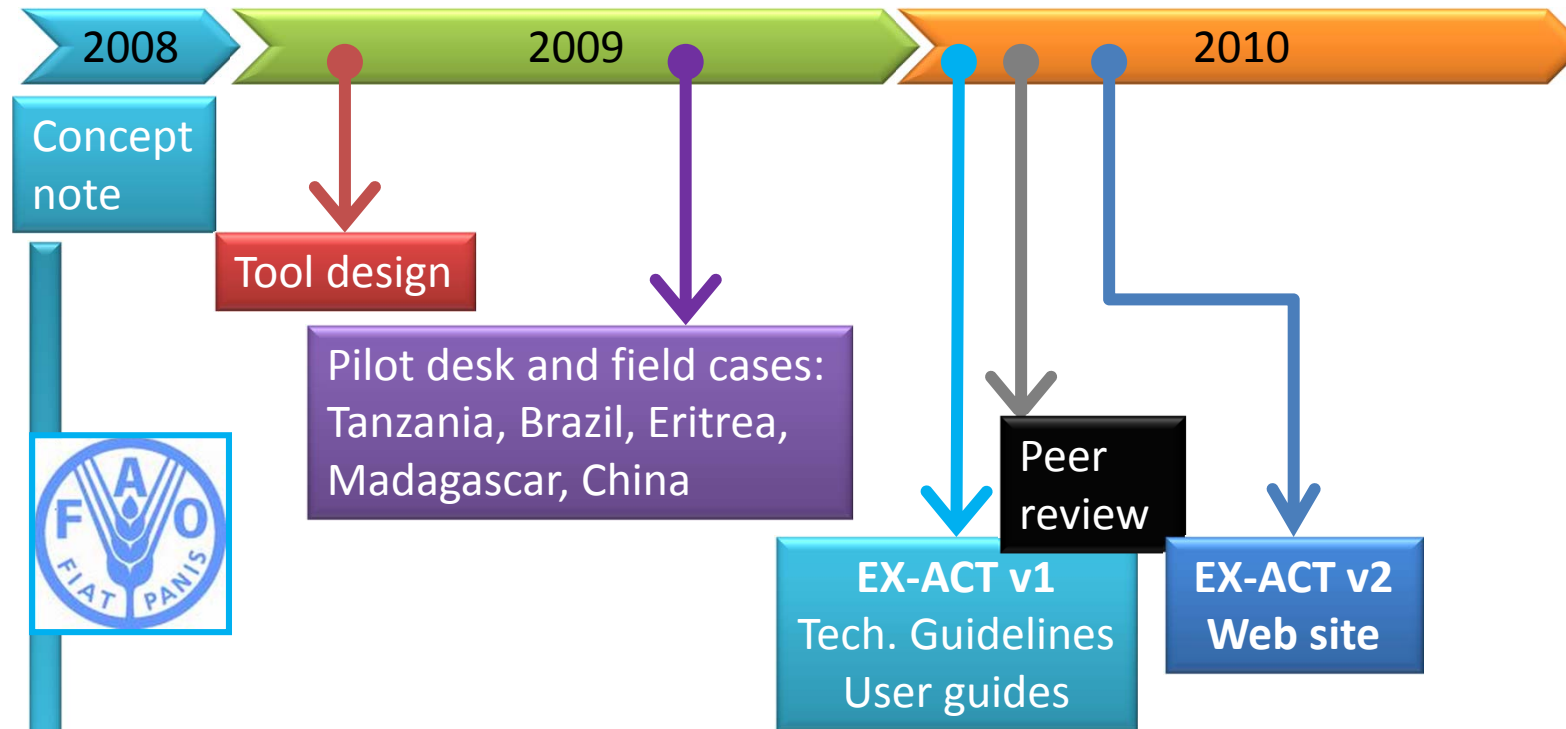 2008
2009
2010
Concept
note
Tool design
Pilot desk and field cases:
Tanzania, Brazil, Eritrea,
Madagascar, China
Peer
review
EX-ACT v1
Tech. Guidelines
User guides
EX-ACT v2
Web site
F A O
FIAT PANIS